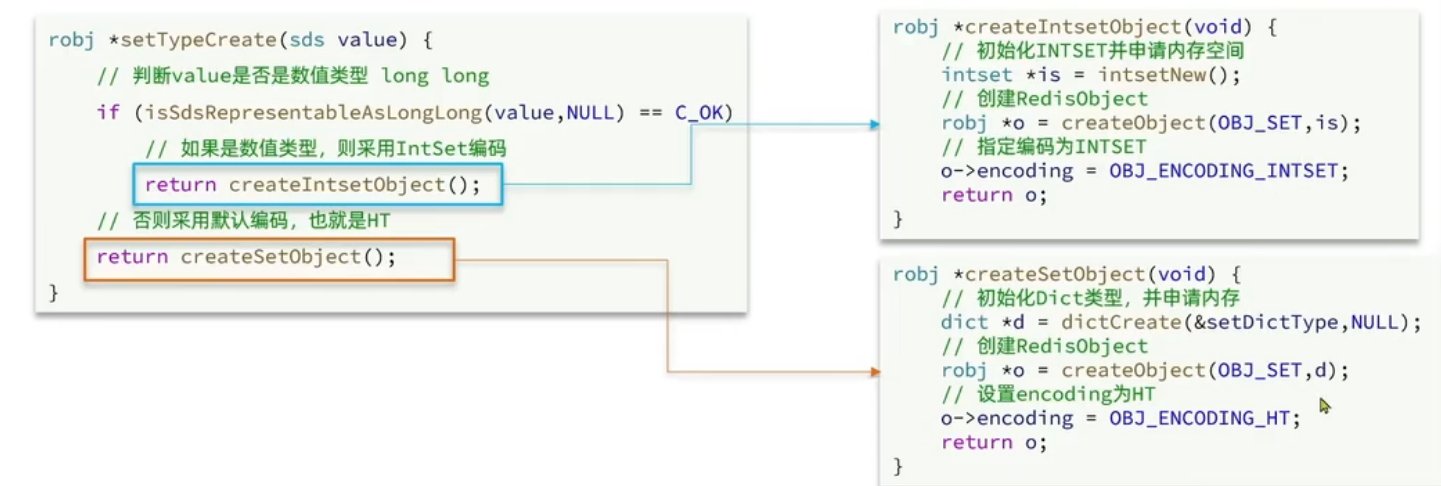 robj *setTypeCreate(sds value) {
// 判断value是否是数值类型 long long
if (isSdsRepresentableAsLongLong(value,NULL) == C_OK)
// 如果是数值类型，则采用IntSet编码
return createIntsetObject();
// 否则采用默认编码，也就是HT
return createSetObject();
}
robj *createIntsetObject(void) {
// 初始化INTSET并申请内存空间
intset *is = intsetNew();
// 创建RedisObject
robj *o = createObject(OBJ_SET,is);
// 指定编码为INTSET
o->encoding = OBJ_ENCODING_INTSET;
return o;
}
robj *createSetObject(void) {
// 初始化Dict类型，并申请内存
dict *d = dictCreate(&setDictType,NULL);
// 创建RedisObject
robj *o = createObject(OBJ_SET,d);
// 设置encoding为HT
o->encoding = OBJ_ENCODING_HT;
return o;
}